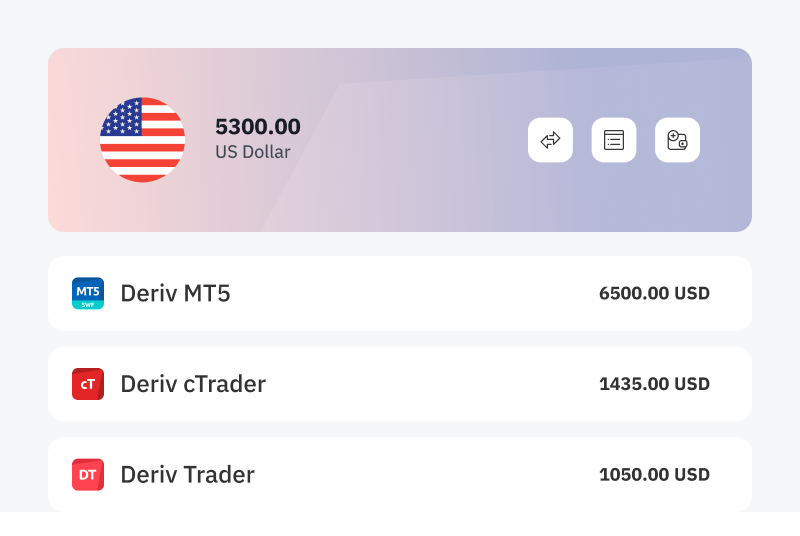 5300.00
US Dollar
MT5
SWF
Deriv MT5
6500.00 USD
cT
Deriv cTrader
1435.00 USD
DT
Deriv Trader
1050.00 USD